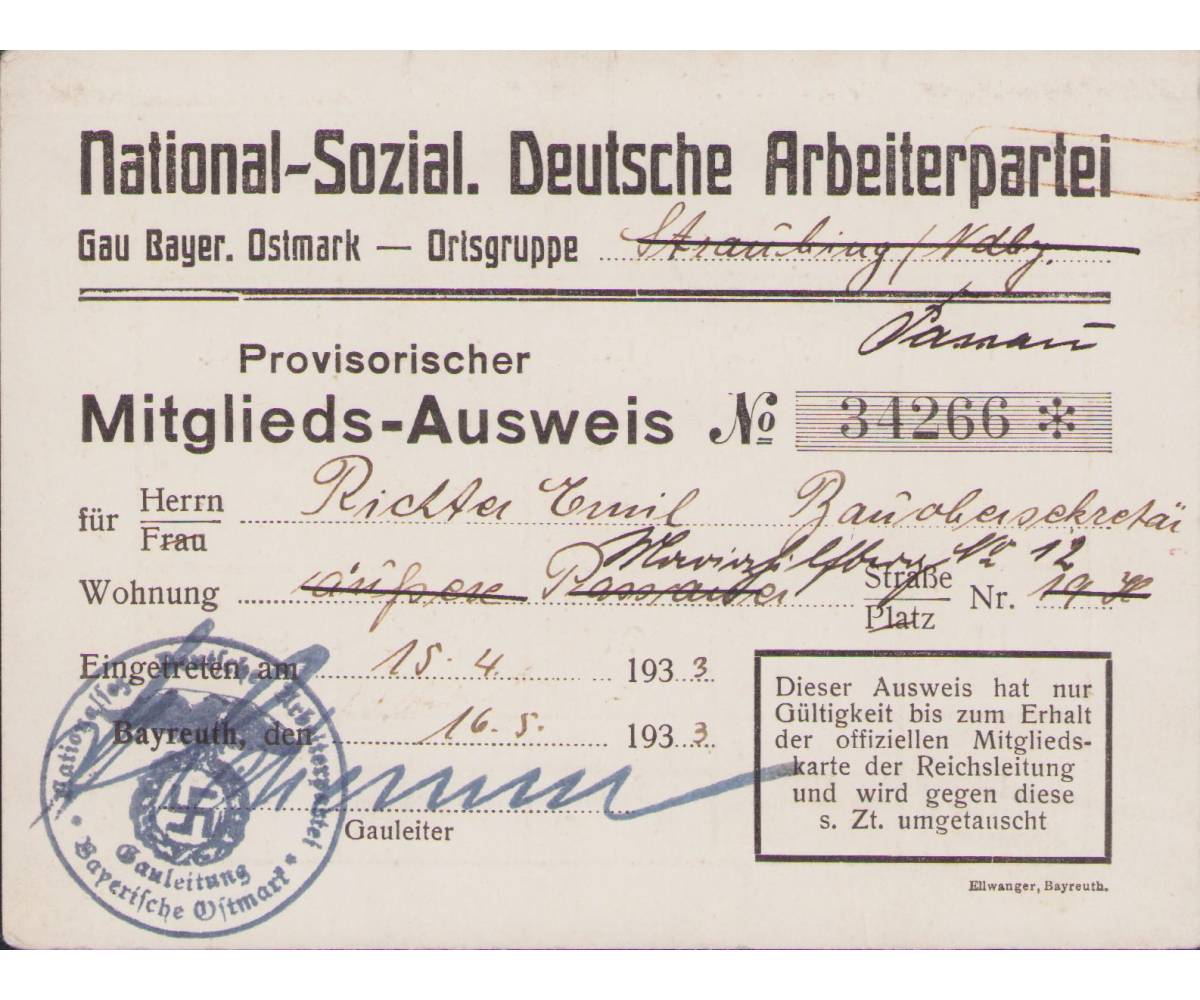 National-Sozial. Deutsche Arbeiterpartei
Gau Bayer. Ostmark — Ortsgruppe Straubing / Ndby.
Passau
Provisorischer
Mitglieds-Ausweis № 34266 *
für Herrn Frau Richter Emil Bauobersekretär
Mariahilfberg No 12
Wohnung äußere Passauer Straße Platz Nr. 19
Eingetreten am 15. 4. 1933
Bayreuth, den 16. 5. 1933
Gauleiter
Dieser Ausweis hat nur
Gültigkeit bis zum Erhalt
der offiziellen Mitglieds-
karte der Reichsleitung
und wird gegen diese
s. Zt. umgetauscht
Ellwanger, Bayreuth.
Nationalsoz. Deutsche Arbeiterpartei
Gauleitung
Bayerische Ostmark